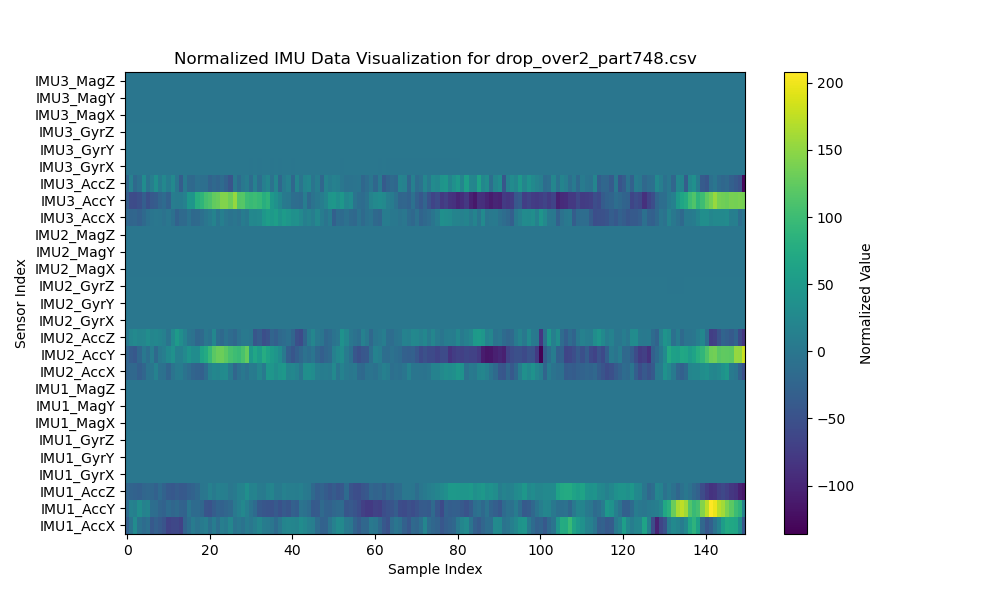 Normalized IMU Data Visualization for drop_over2_part748.csv
IMU3_MagZ
IMU3_MagY
IMU3_MagX
IMU3_GyrZ
IMU3_GyrY
IMU3_GyrX
IMU3_AccZ
IMU3_AccY
IMU3_AccX
IMU2_MagZ
IMU2_MagY
IMU2_MagX
IMU2_GyrZ
IMU2_GyrY
IMU2_GyrX
IMU2_AccZ
IMU2_AccY
IMU2_AccX
IMU1_MagZ
IMU1_MagY
IMU1_MagX
IMU1_GyrZ
IMU1_GyrY
IMU1_GyrX
IMU1_AccZ
IMU1_AccY
IMU1_AccX
Sensor Index
0 20 40 60 80 100 120 140
Sample Index
200
150
100
50
0
−50
−100
Normalized Value